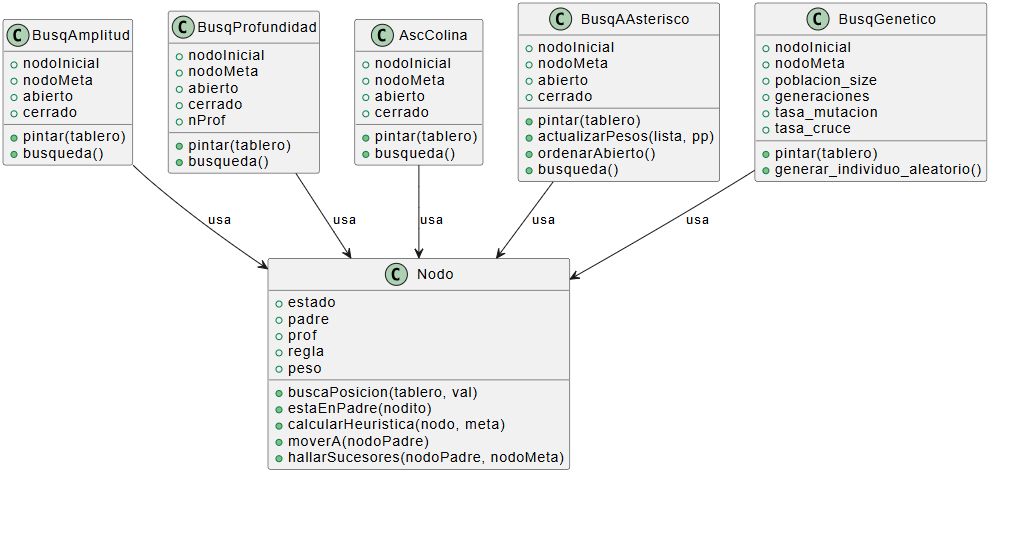 C BusqAmplitud
nodoInicial
nodoMeta
abierto
cerrado
pintar(tablero)
busqueda()
C BusqProfundidad
nodoInicial
nodoMeta
abierto
cerrado
nProf
pintar(tablero)
busqueda()
C AscColina
nodoInicial
nodoMeta
abierto
cerrado
pintar(tablero)
busqueda()
C BusqAAsterisco
nodoInicial
nodoMeta
abierto
cerrado
pintar(tablero)
actualizarPesos(lista, pp)
ordenarAbierto()
busqueda()
C BusqGenetico
nodoInicial
nodoMeta
poblacion_size
generaciones
tasa_mutacion
tasa_cruce
pintar(tablero)
generar_individuo_aleatorio()
usa
usa
usa
usa
usa
C Nodo
estado
padre
prof
regla
peso
buscaPosicion(tablero, val)
estaEnPadre(nodito)
calcularHeuristica(nodo, meta)
moverA(nodoPadre)
hallarSucesores(nodoPadre, nodoMeta)